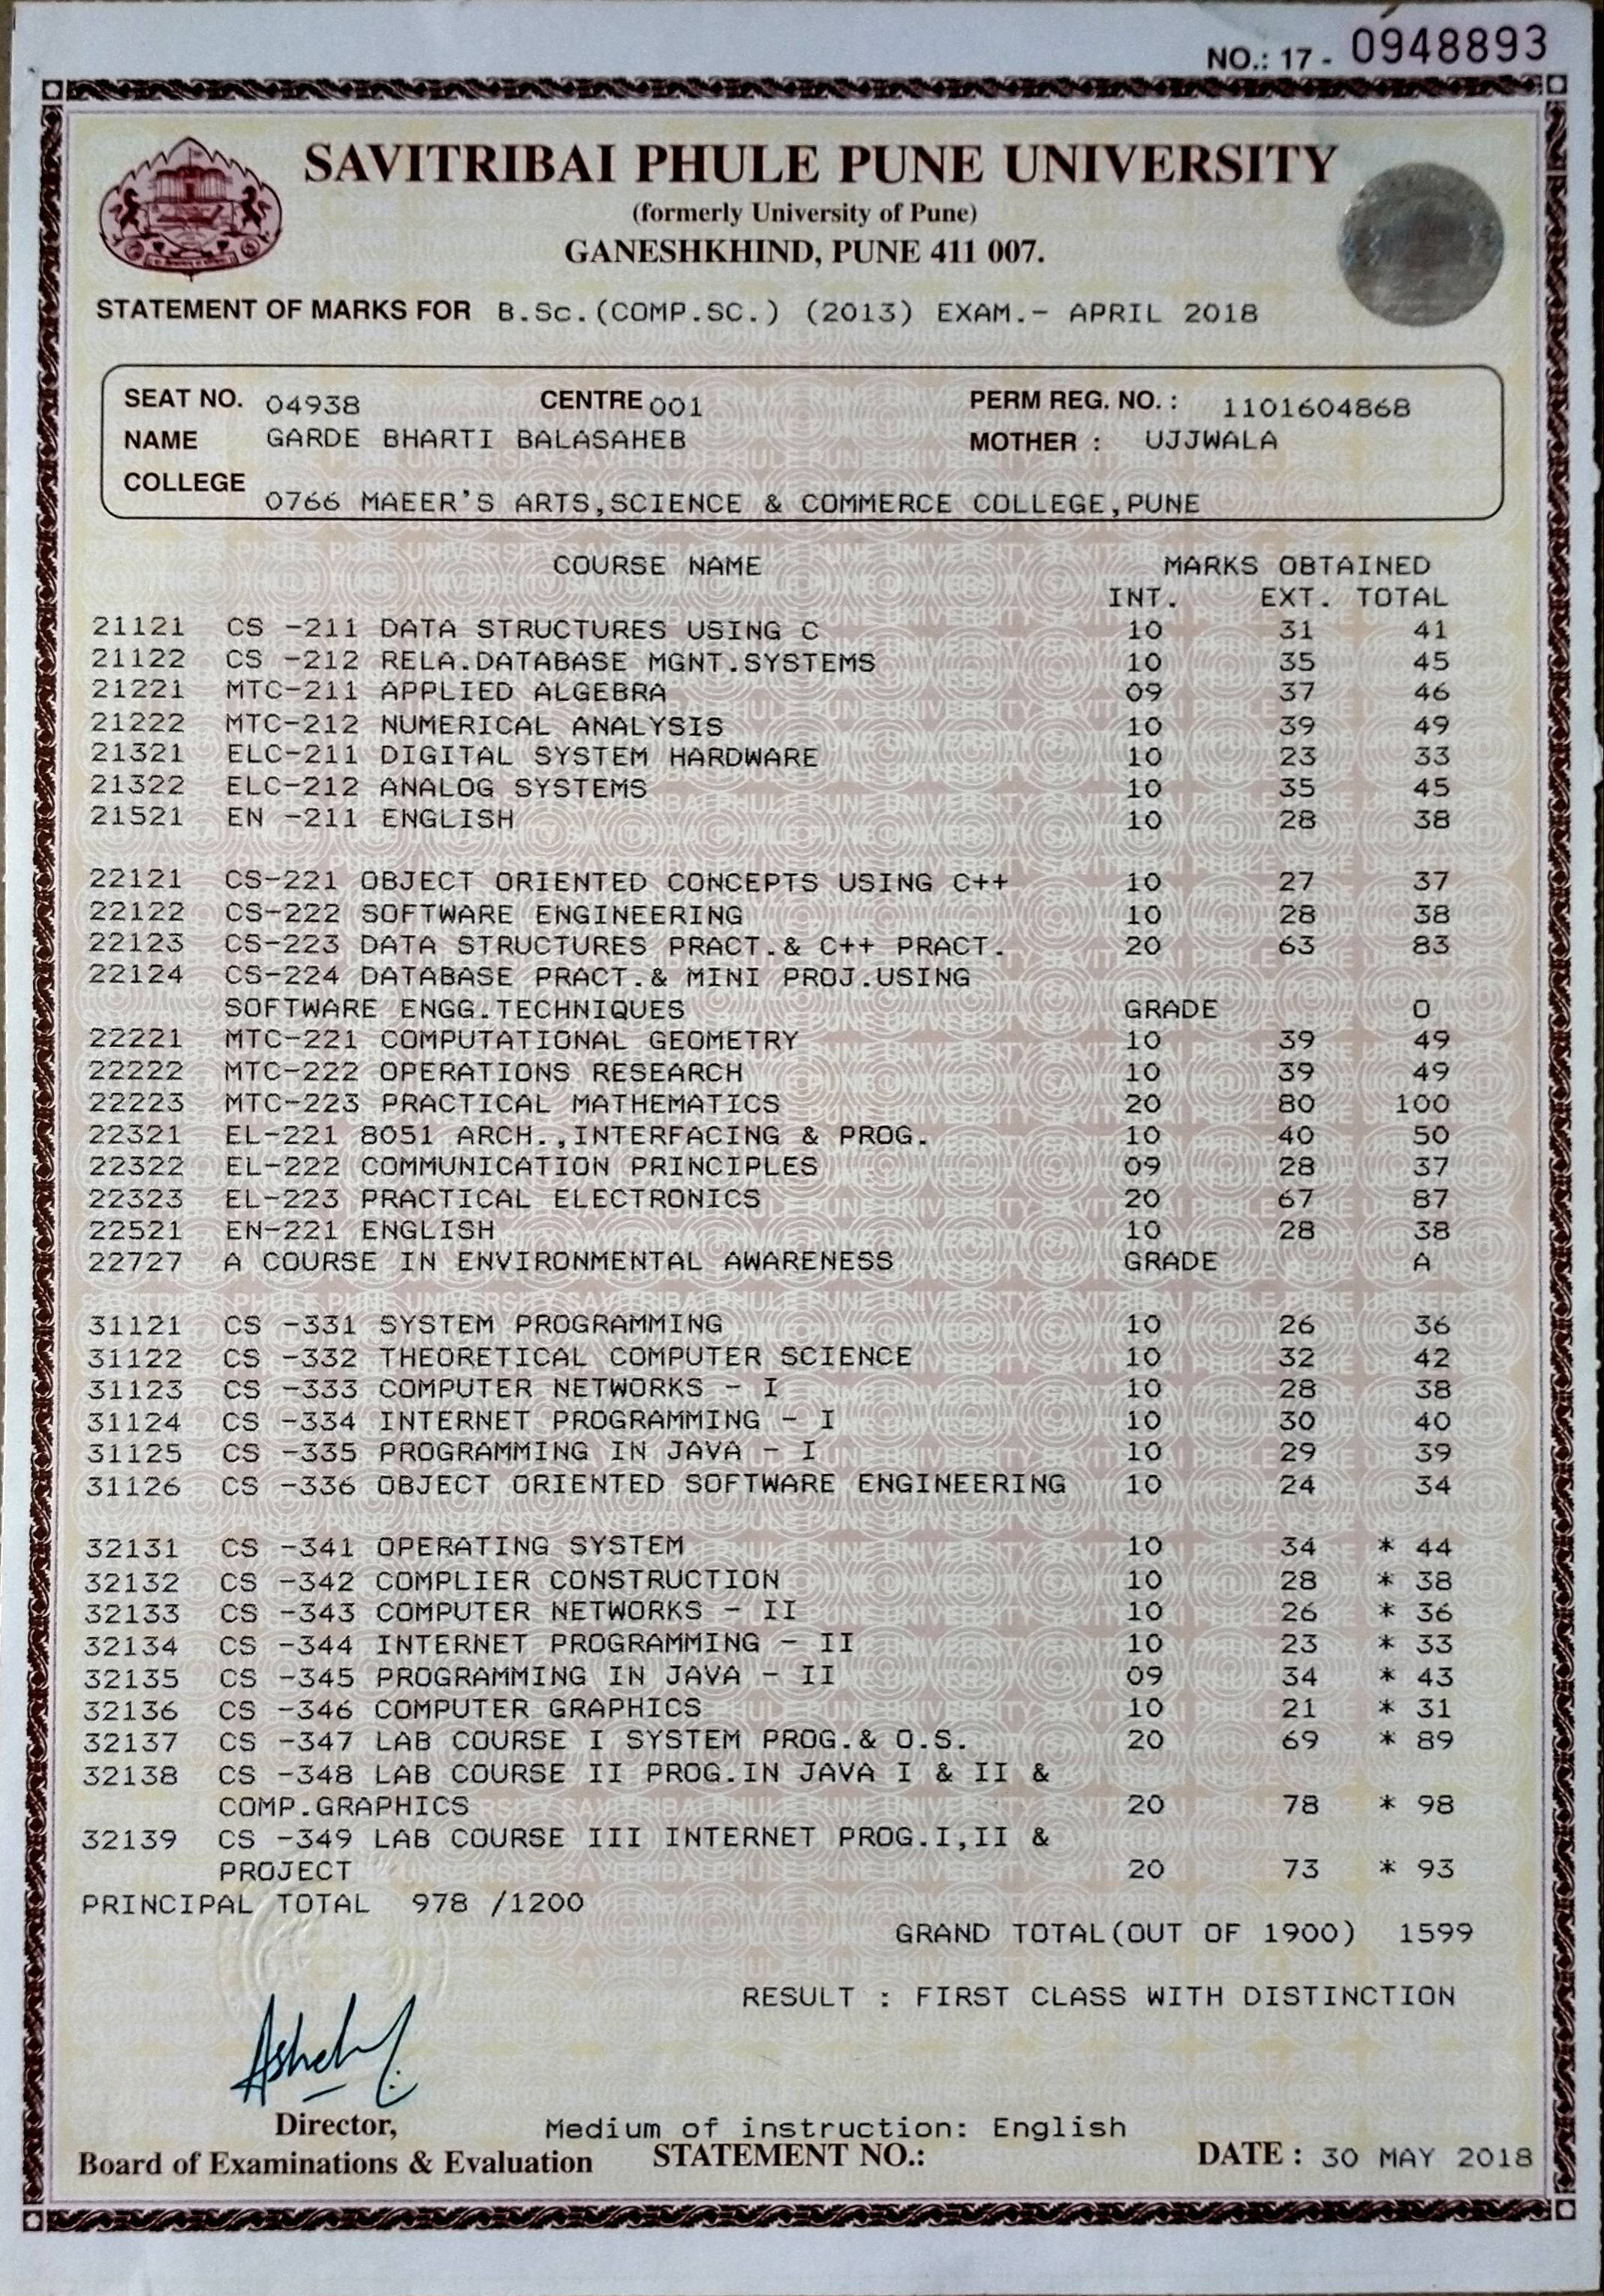 NO.: 17 - 0948893
SAVITRIBAI PHULE PUNE UNIVERSITY
(formerly University of Pune)
GANESHKHIND, PUNE 411 007.
STATEMENT OF MARKS FOR B.Sc.(COMP.SC.) (2013) EXAM.- APRIL 2018
SEAT NO. 04938 CENTRE 001 PERM REG. NO. : 1101604868
NAME GARDE BHARTI BALASAHEB MOTHER : UJJWALA
COLLEGE 0766 MAEER'S ARTS,SCIENCE & COMMERCE COLLEGE,PUNE
COURSE NAME MARKS OBTAINED
INT. EXT. TOTAL
21121 CS -211 DATA STRUCTURES USING C 10 31 41
21122 CS -212 RELA.DATABASE MGNT.SYSTEMS 10 35 45
21221 MTC-211 APPLIED ALGEBRA 09 37 46
21222 MTC-212 NUMERICAL ANALYSIS 10 39 49
21321 ELC-211 DIGITAL SYSTEM HARDWARE 10 23 33
21322 ELC-212 ANALOG SYSTEMS 10 35 45
21521 EN -211 ENGLISH 10 28 38
22121 CS-221 OBJECT ORIENTED CONCEPTS USING C++ 10 27 37
22122 CS-222 SOFTWARE ENGINEERING 10 28 38
22123 CS-223 DATA STRUCTURES PRACT.& C++ PRACT. 20 63 83
22124 CS-224 DATABASE PRACT.& MINI PROJ.USING
SOFTWARE ENGG.TECHNIQUES GRADE O
22221 MTC-221 COMPUTATIONAL GEOMETRY 10 39 49
22222 MTC-222 OPERATIONS RESEARCH 10 39 49
22223 MTC-223 PRACTICAL MATHEMATICS 20 80 100
22321 EL-221 8051 ARCH.,INTERFACING & PROG. 10 40 50
22322 EL-222 COMMUNICATION PRINCIPLES 09 28 37
22323 EL-223 PRACTICAL ELECTRONICS 20 67 87
22521 EN-221 ENGLISH 10 28 38
22727 A COURSE IN ENVIRONMENTAL AWARENESS GRADE A
31121 CS -331 SYSTEM PROGRAMMING 10 26 36
31122 CS -332 THEORETICAL COMPUTER SCIENCE 10 32 42
31123 CS -333 COMPUTER NETWORKS - I 10 28 38
31124 CS -334 INTERNET PROGRAMMING - I 10 30 40
31125 CS -335 PROGRAMMING IN JAVA - I 10 29 39
31126 CS -336 OBJECT ORIENTED SOFTWARE ENGINEERING 10 24 34
32131 CS -341 OPERATING SYSTEM 10 34 * 44
32132 CS -342 COMPLIER CONSTRUCTION 10 28 * 38
32133 CS -343 COMPUTER NETWORKS - II 10 26 * 36
32134 CS -344 INTERNET PROGRAMMING - II 10 23 * 33
32135 CS -345 PROGRAMMING IN JAVA - II 09 34 * 43
32136 CS -346 COMPUTER GRAPHICS 10 21 * 31
32137 CS -347 LAB COURSE I SYSTEM PROG.& O.S. 20 69 * 89
32138 CS -348 LAB COURSE II PROG.IN JAVA I & II &
COMP.GRAPHICS 20 78 * 98
32139 CS -349 LAB COURSE III INTERNET PROG.I,II &
PROJECT 20 73 * 93
PRINCIPAL TOTAL 978 /1200
GRAND TOTAL(OUT OF 1900) 1599
RESULT : FIRST CLASS WITH DISTINCTION
Director,
Medium of instruction: English
Board of Examinations & Evaluation STATEMENT NO.: DATE : 30 MAY 2018